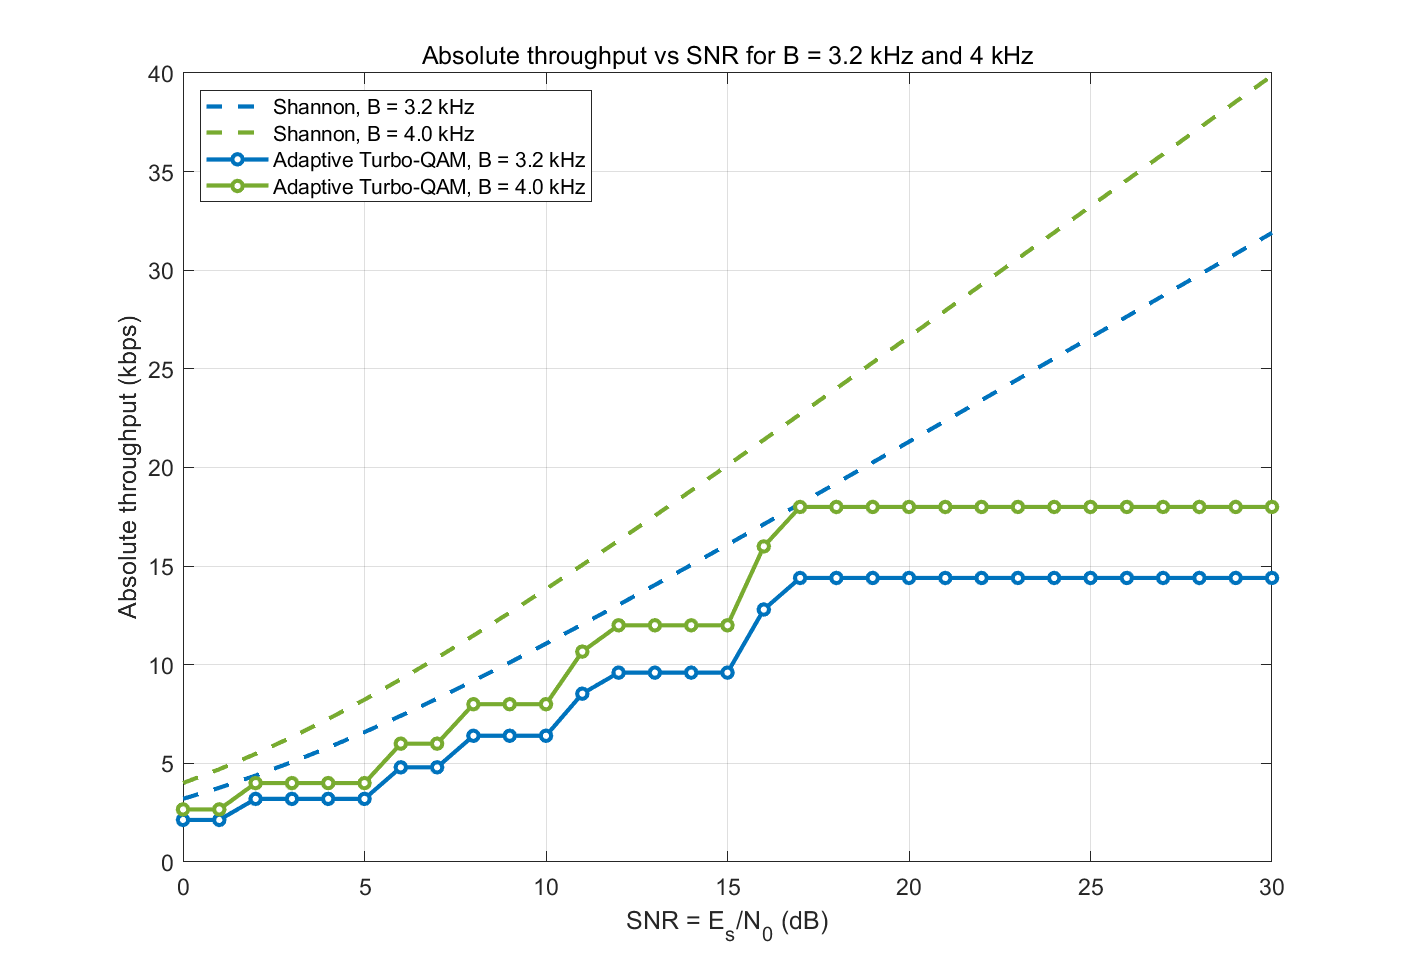 Absolute throughput vs SNR for B = 3.2 kHz and 4 kHz
Shannon, B = 3.2 kHz
Shannon, B = 4.0 kHz
Adaptive Turbo-QAM, B = 3.2 kHz
Adaptive Turbo-QAM, B = 4.0 kHz
Absolute throughput (kbps)
40
35
30
25
20
15
10
5
0
0 5 10 15 20 25 30
SNR = E_s/N_0 (dB)